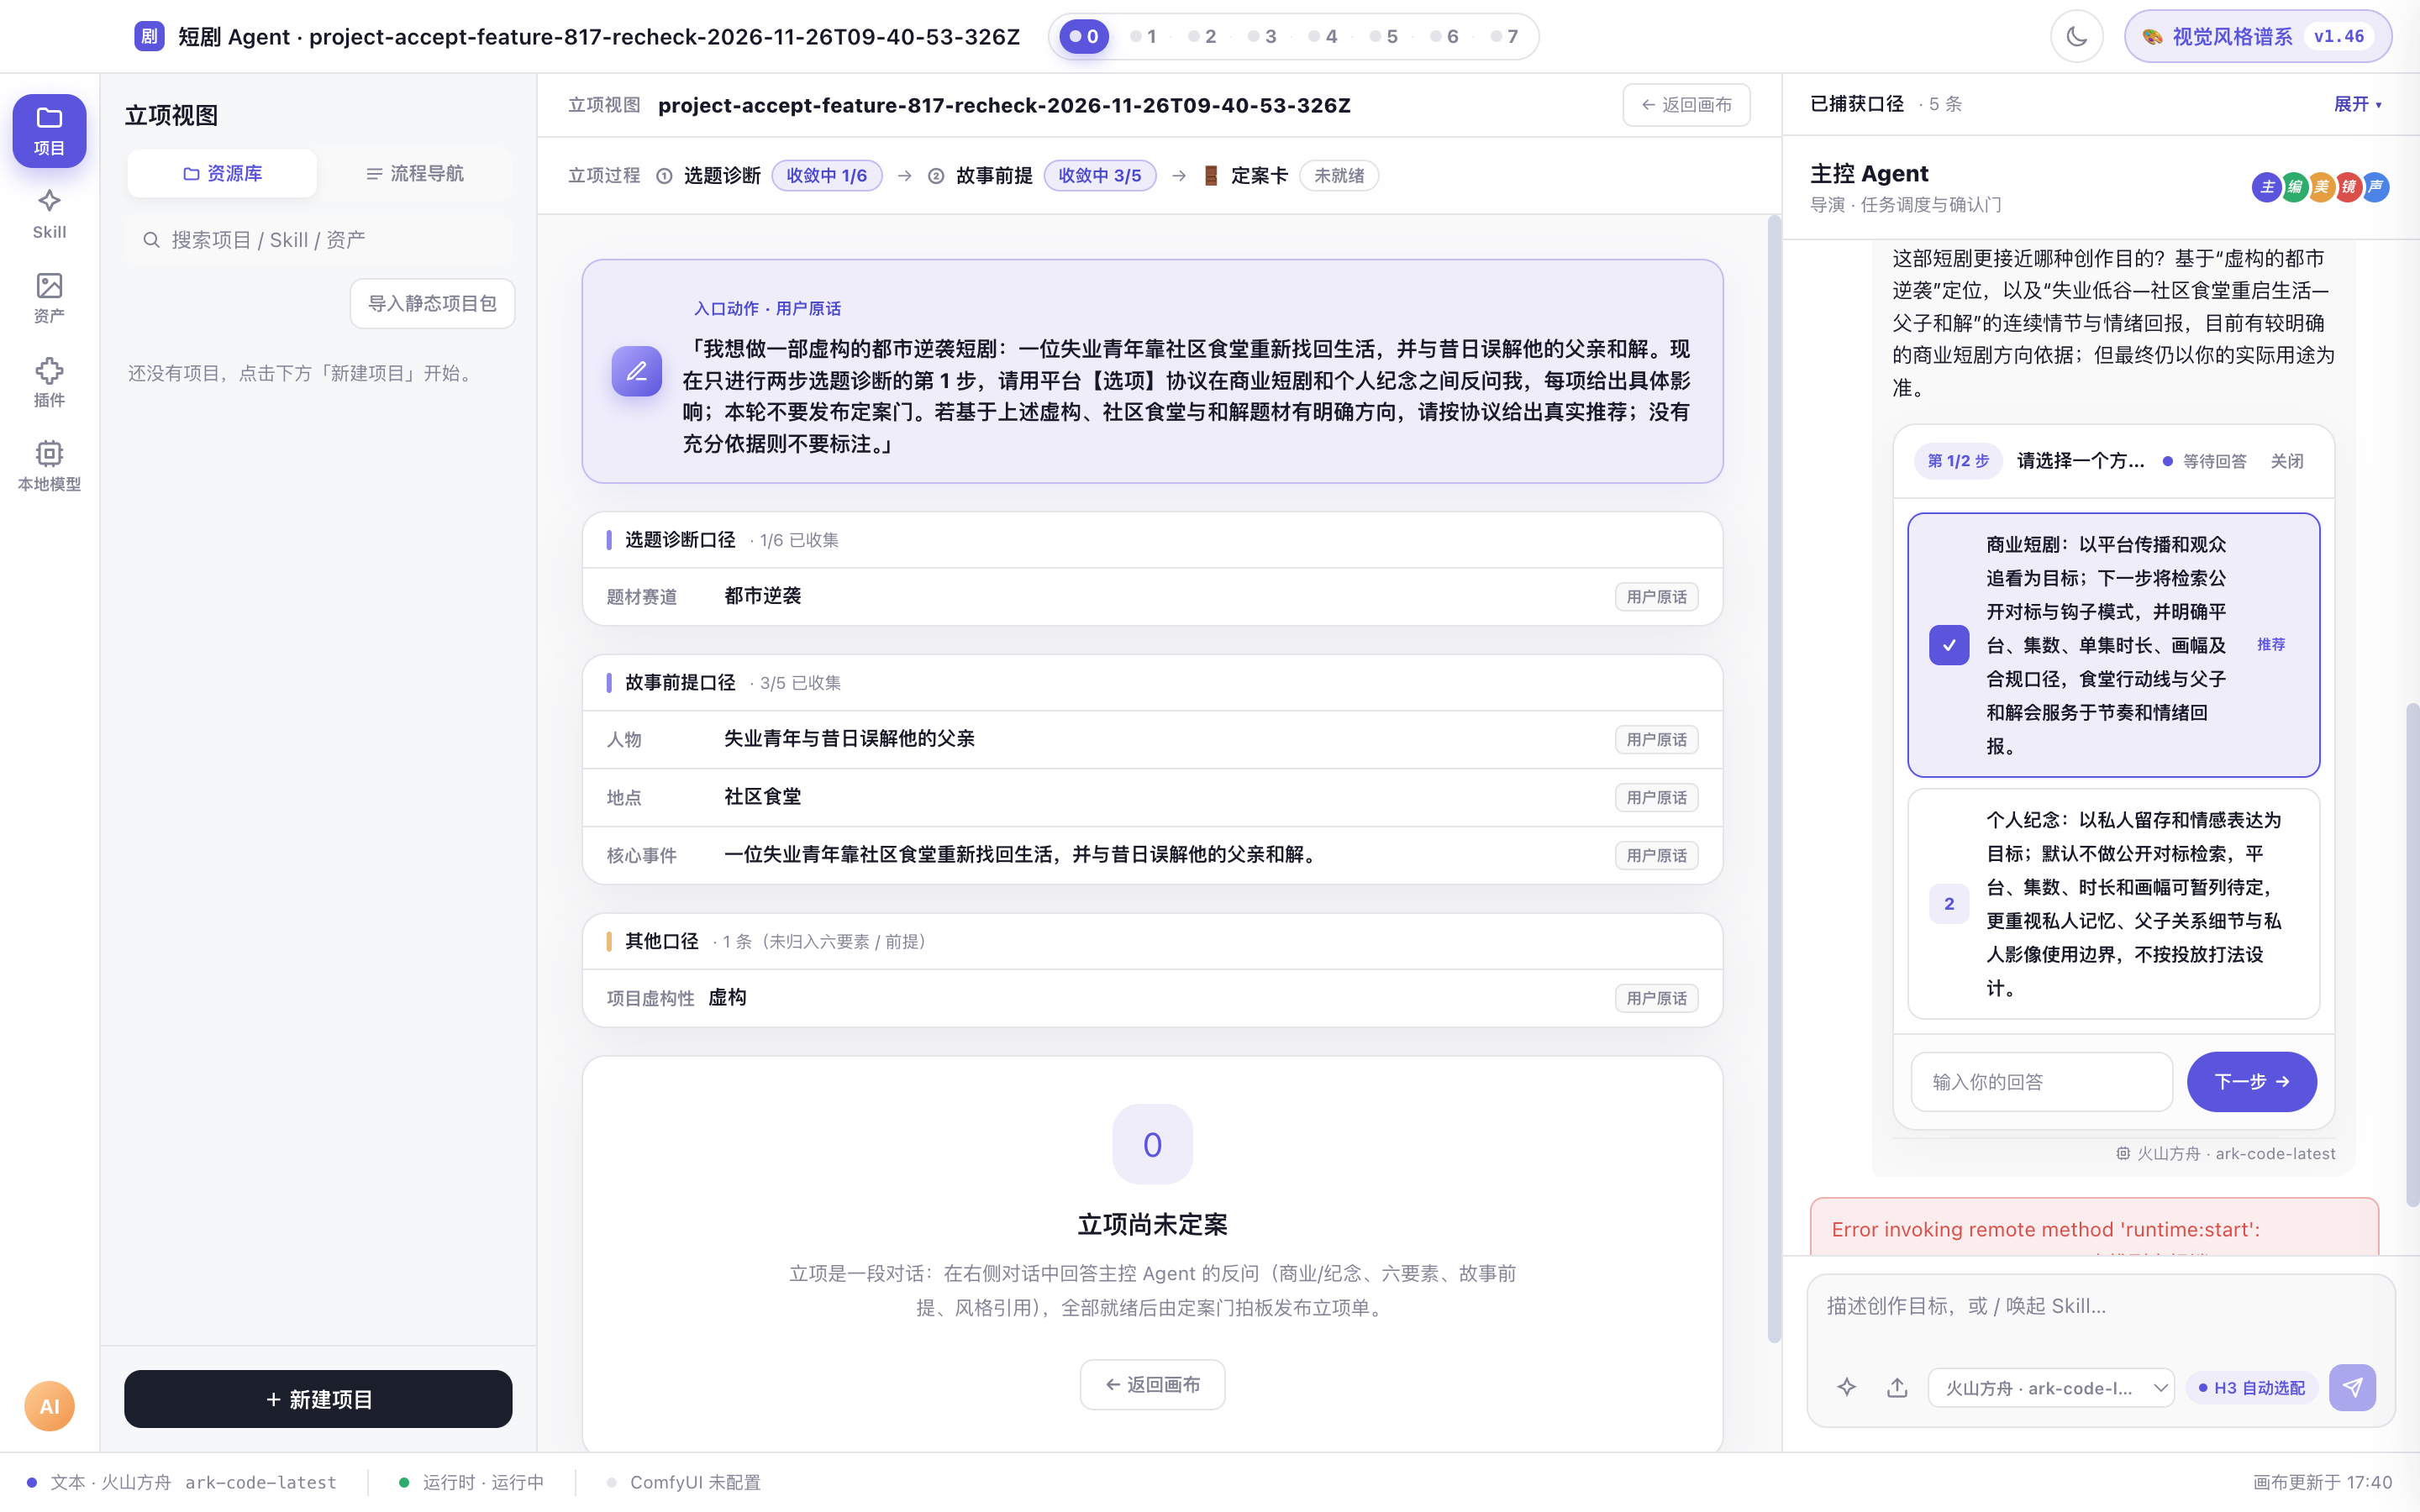 剧 短剧 Agent · project-accept-feature-817-recheck-2026-11-26T09-40-53-326Z
0 1 2 3 4 5 6 7
视觉风格谱系 v1.46
项目
Skill
资产
插件
本地模型
AI
立项视图
资源库
流程导航
搜索项目 / Skill / 资产
导入静态项目包
还没有项目，点击下方「新建项目」开始。
+ 新建项目
立项视图 project-accept-feature-817-recheck-2026-11-26T09-40-53-326Z
← 返回画布
立项过程 ① 选题诊断 收敛中 1/6 → ② 故事前提 收敛中 3/5 → 定案卡 未就绪
入口动作 · 用户原话
「我想做一部虚构的都市逆袭短剧：一位失业青年靠社区食堂重新找回生活，并与昔日误解他的父亲和解。现
在只进行两步选题诊断的第 1 步，请用平台【选项】协议在商业短剧和个人纪念之间反问我，每项给出具体影
响；本轮不要发布定案门。若基于上述虚构、社区食堂与和解题材有明确方向，请按协议给出真实推荐；没有
充分依据则不要标注。」
选题诊断口径 · 1/6 已收集
题材赛道 都市逆袭 用户原话
故事前提口径 · 3/5 已收集
人物 失业青年与昔日误解他的父亲 用户原话
地点 社区食堂 用户原话
核心事件 一位失业青年靠社区食堂重新找回生活，并与昔日误解他的父亲和解。 用户原话
其他口径 · 1 条（未归入六要素 / 前提）
项目虚构性 虚构 用户原话
0
立项尚未定案
立项是一段对话：在右侧对话中回答主控 Agent 的反问（商业/纪念、六要素、故事前
提、风格引用），全部就绪后由定案门拍板发布立项单。
← 返回画布
已捕获口径 · 5 条
展开 ▾
主控 Agent
导演 · 任务调度与确认门
主 编 美 镜 声
这部短剧更接近哪种创作目的？基于“虚构的都市
逆袭”定位，以及“失业低谷—社区食堂重启生活—
父子和解”的连续情节与情绪回报，目前有较明确
的商业短剧方向依据；但最终仍以你的实际用途为
准。
第 1/2 步 请选择一个方... 等待回答 关闭
商业短剧：以平台传播和观众
追看为目标；下一步将检索公
开对标与钩子模式，并明确平
台、集数、单集时长、画幅及
合规口径，食堂行动线与父子
和解会服务于节奏和情绪回
报。
推荐
2
个人纪念：以私人留存和情感表达为
目标；默认不做公开对标检索，平
台、集数、时长和画幅可暂列待定，
更重视私人记忆、父子关系细节与私
人影像使用边界，不按投放打法设
计。
输入你的回答
下一步 →
火山方舟 · ark-code-latest
Error invoking remote method 'runtime:start':
描述创作目标，或 / 唤起 Skill...
火山方舟 · ark-code-l...
H3 自动选配
文本 · 火山方舟 ark-code-latest
运行时 · 运行中
ComfyUI 未配置
画布更新于 17:40